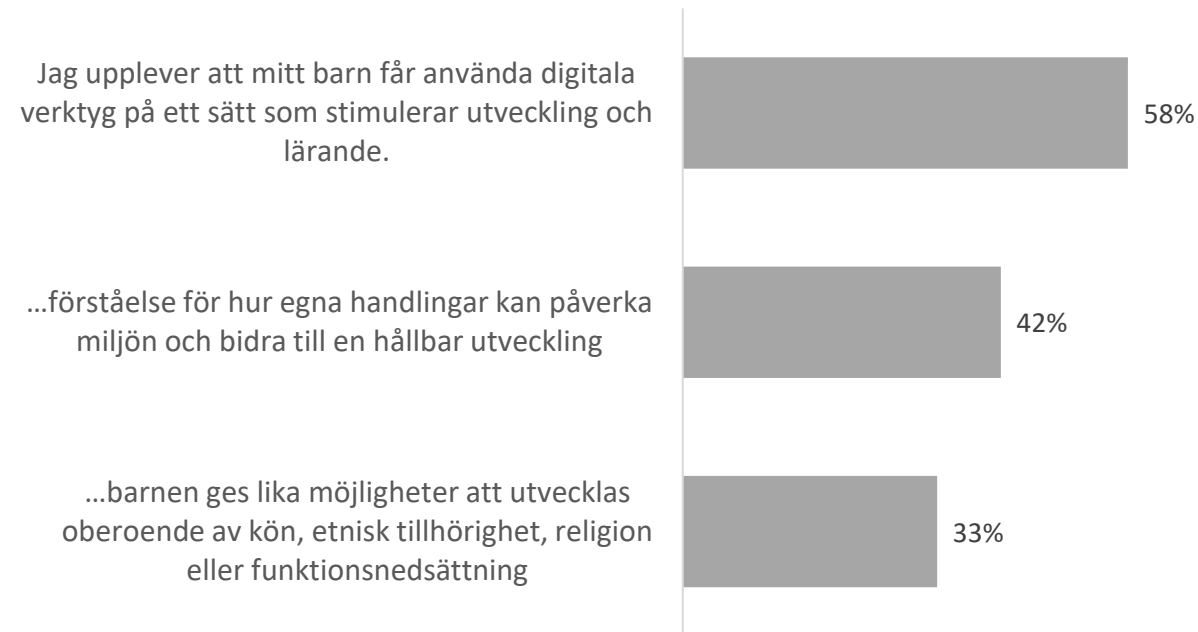 Jag upplever att mitt barn får använda digitala
verktyg på ett sätt som stimulerar utveckling och
lärande.
58%
…förståelse för hur egna handlingar kan påverka
miljön och bidra till en hållbar utveckling
42%
…barnen ges lika möjligheter att utvecklas
oberoende av kön, etnisk tillhörighet, religion
eller funktionsnedsättning
33%